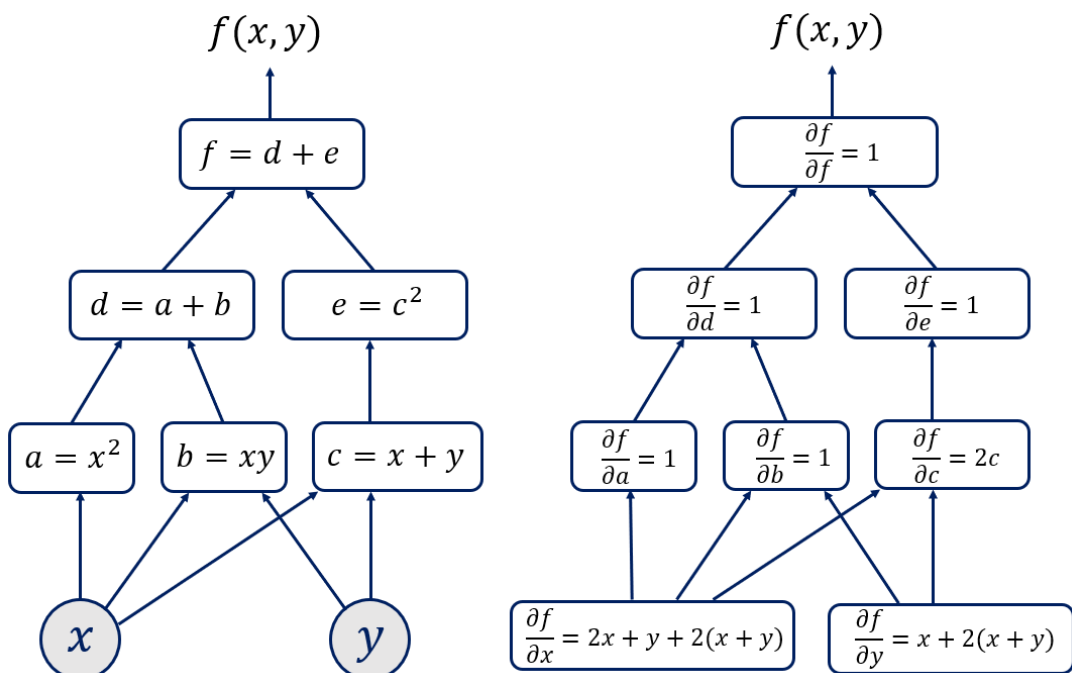 f(x, y)
f = d + e
d = a + b
e = c²
a = x²
b = xy
c = x + y
x
y
f(x, y)
∂f/∂f = 1
∂f/∂d = 1
∂f/∂e = 1
∂f/∂a = 1
∂f/∂b = 1
∂f/∂c = 2c
∂f/∂x = 2x + y + 2(x + y)
∂f/∂y = x + 2(x + y)